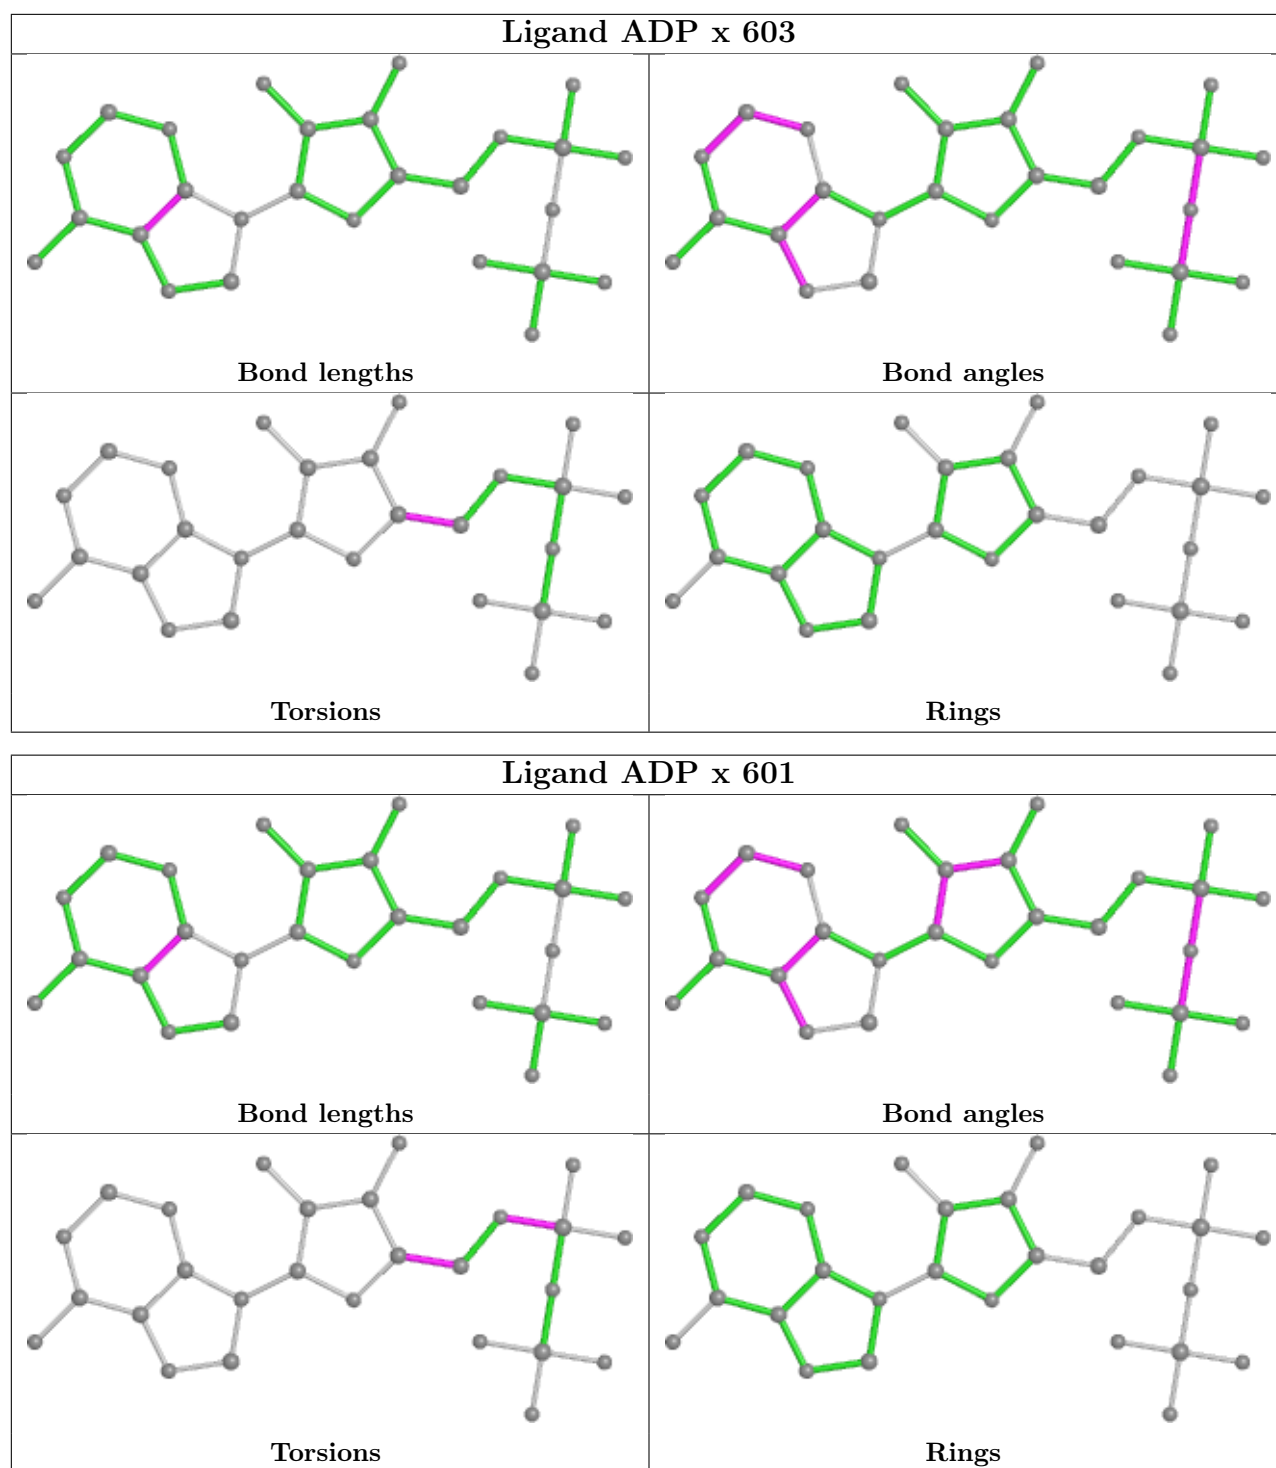 Ligand ADP x 603
Bond lengths
Bond angles
Torsions
Rings
Ligand ADP x 601
Bond lengths
Bond angles
Torsions
Rings